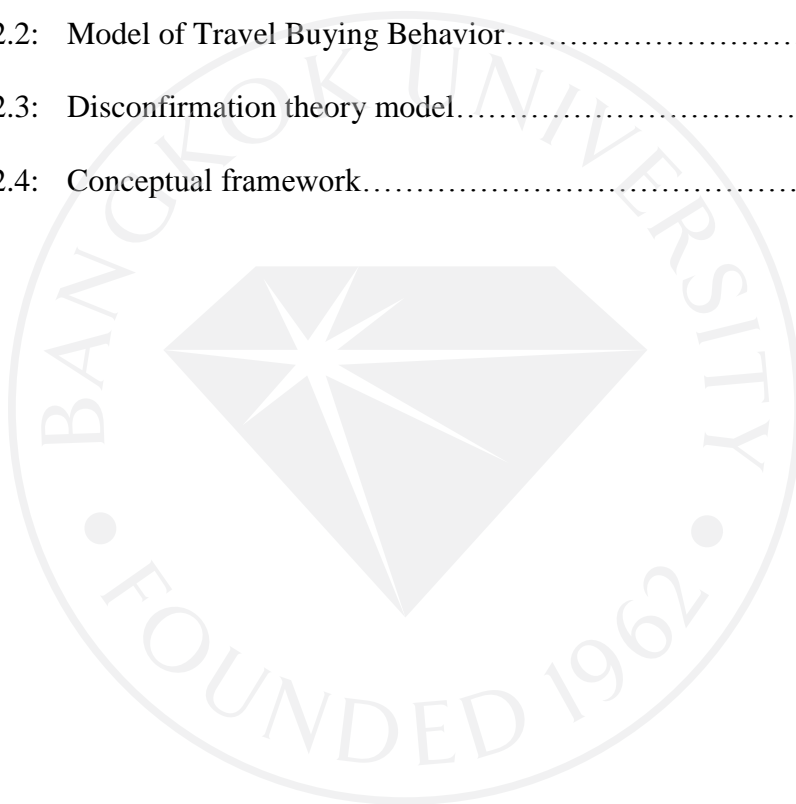 2.2: Model of Travel Buying Behavior……………………
2.3: Disconfirmation theory model…………………………
2.4: Conceptual framework…………………………………
BANGKOK UNIVERSITY
• FOUNDED 1962 •